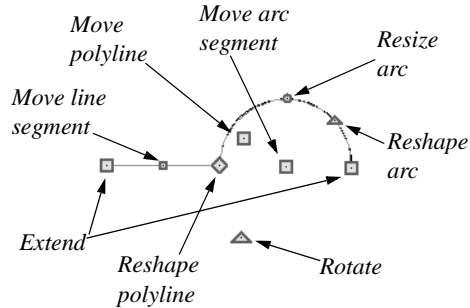 Move
polyline
Move arc
segment
Resize
arc
Move line
segment
Reshape
arc
Extend
Reshape
polyline
Rotate